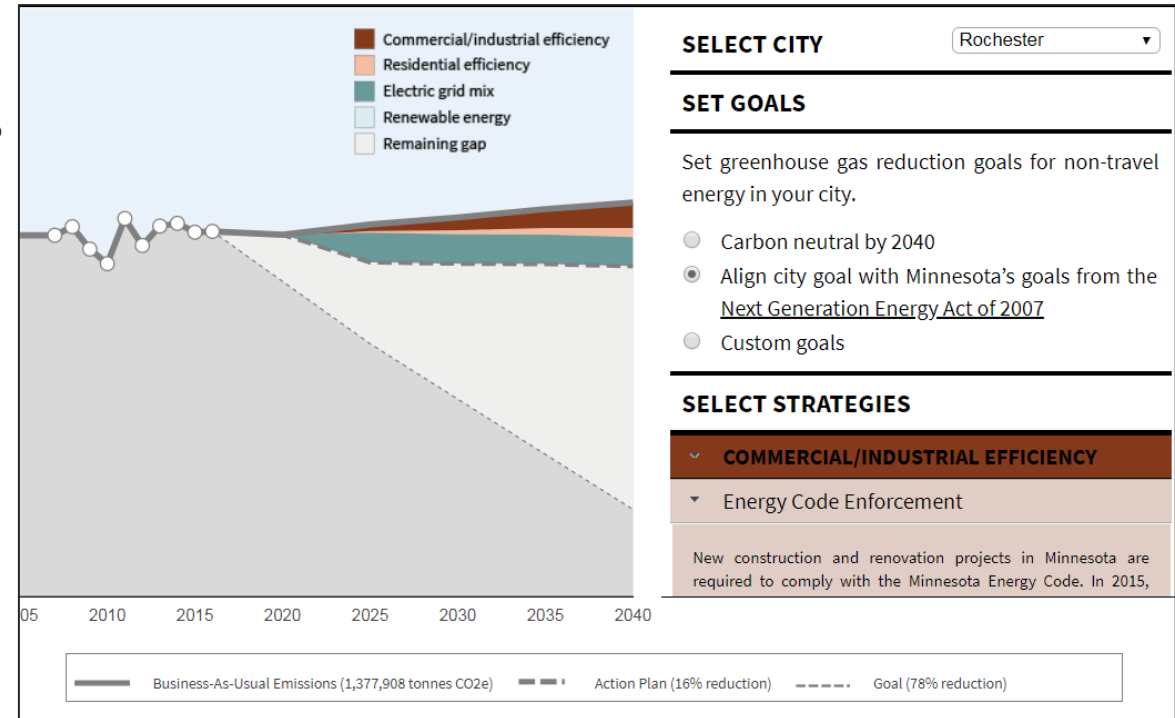 Commercial/industrial efficiency
Residential efficiency
Electric grid mix
Renewable energy
Remaining gap
05 2010 2015 2020 2025 2030 2035 2040
Business-As-Usual Emissions (1,377,908 tonnes CO2e) Action Plan (16% reduction) Goal (78% reduction)
SELECT CITY Rochester
SET GOALS
Set greenhouse gas reduction goals for non-travel
energy in your city.
Carbon neutral by 2040
Align city goal with Minnesota's goals from the
Next Generation Energy Act of 2007
Custom goals
SELECT STRATEGIES
COMMERCIAL/INDUSTRIAL EFFICIENCY
Energy Code Enforcement
New construction and renovation projects in Minnesota are
required to comply with the Minnesota Energy Code. In 2015,